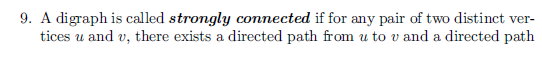 9. A digraph is called strongly connected if for any pair of two distinct ver-
tices u and v, there exists a directed path from u to v and a directed path